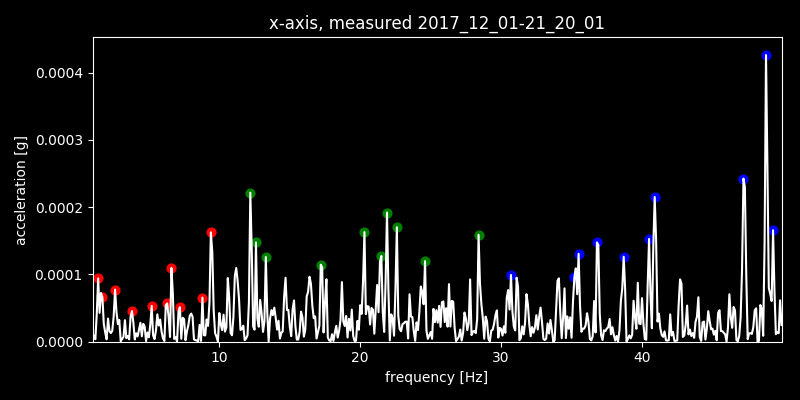 x-axis, measured 2017_12_01-21_20_01
0.0004
0.0003
0.0002
0.0001
0.0000
acceleration [g]
10 20 30 40
frequency [Hz]